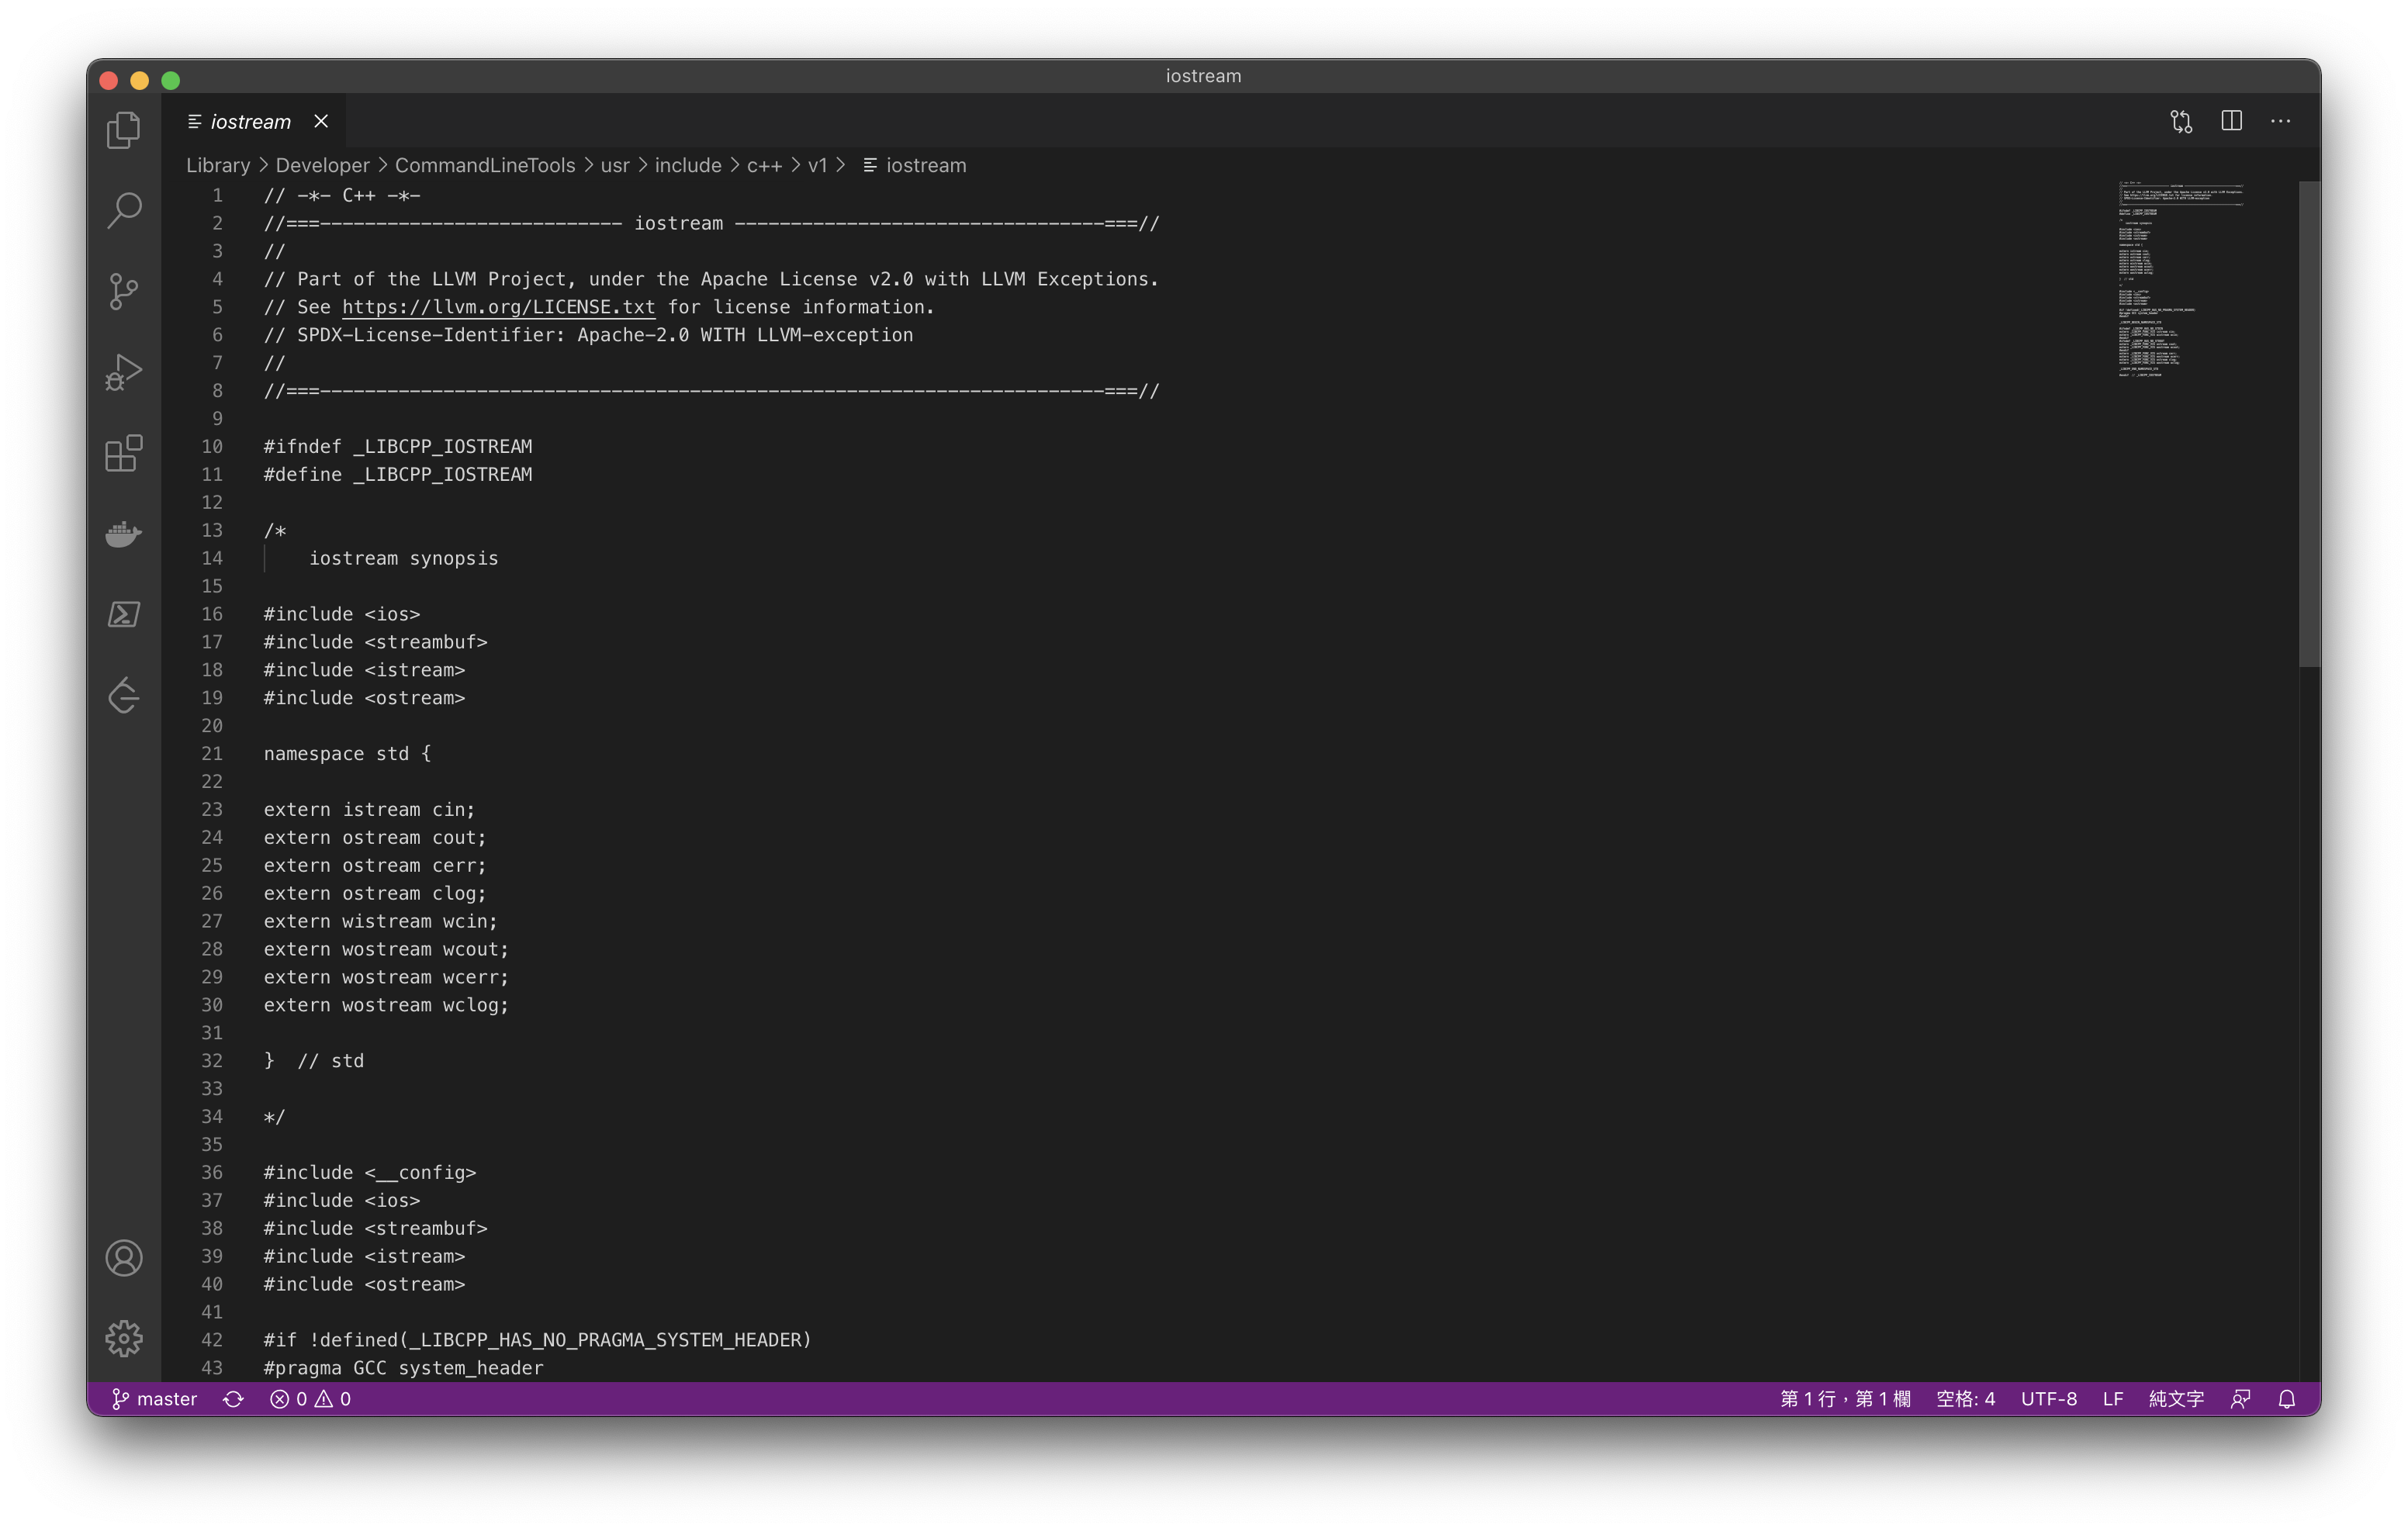 iostream
iostream
Library > Developer > CommandLineTools > usr > include > c++ > v1 > iostream
1 // -*- C++ -*-
2 //===--------------------------- iostream ---------------------------------===//
3 //
4 // Part of the LLVM Project, under the Apache License v2.0 with LLVM Exceptions.
5 // See https://llvm.org/LICENSE.txt for license information.
6 // SPDX-License-Identifier: Apache-2.0 WITH LLVM-exception
7 //
8 //===----------------------------------------------------------------------===//
9
10 #ifndef _LIBCPP_IOSTREAM
11 #define _LIBCPP_IOSTREAM
12
13 /*
14     iostream synopsis
15
16 #include <ios>
17 #include <streambuf>
18 #include <istream>
19 #include <ostream>
20
21 namespace std {
22
23 extern istream cin;
24 extern ostream cout;
25 extern ostream cerr;
26 extern ostream clog;
27 extern wistream wcin;
28 extern wostream wcout;
29 extern wostream wcerr;
30 extern wostream wclog;
31
32 }  // std
33
34 */
35
36 #include <__config>
37 #include <ios>
38 #include <streambuf>
39 #include <istream>
40 #include <ostream>
41
42 #if !defined(_LIBCPP_HAS_NO_PRAGMA_SYSTEM_HEADER)
43 #pragma GCC system_header
master 0 0 第 1 行，第 1 欄 空格: 4 UTF-8 LF 純文字